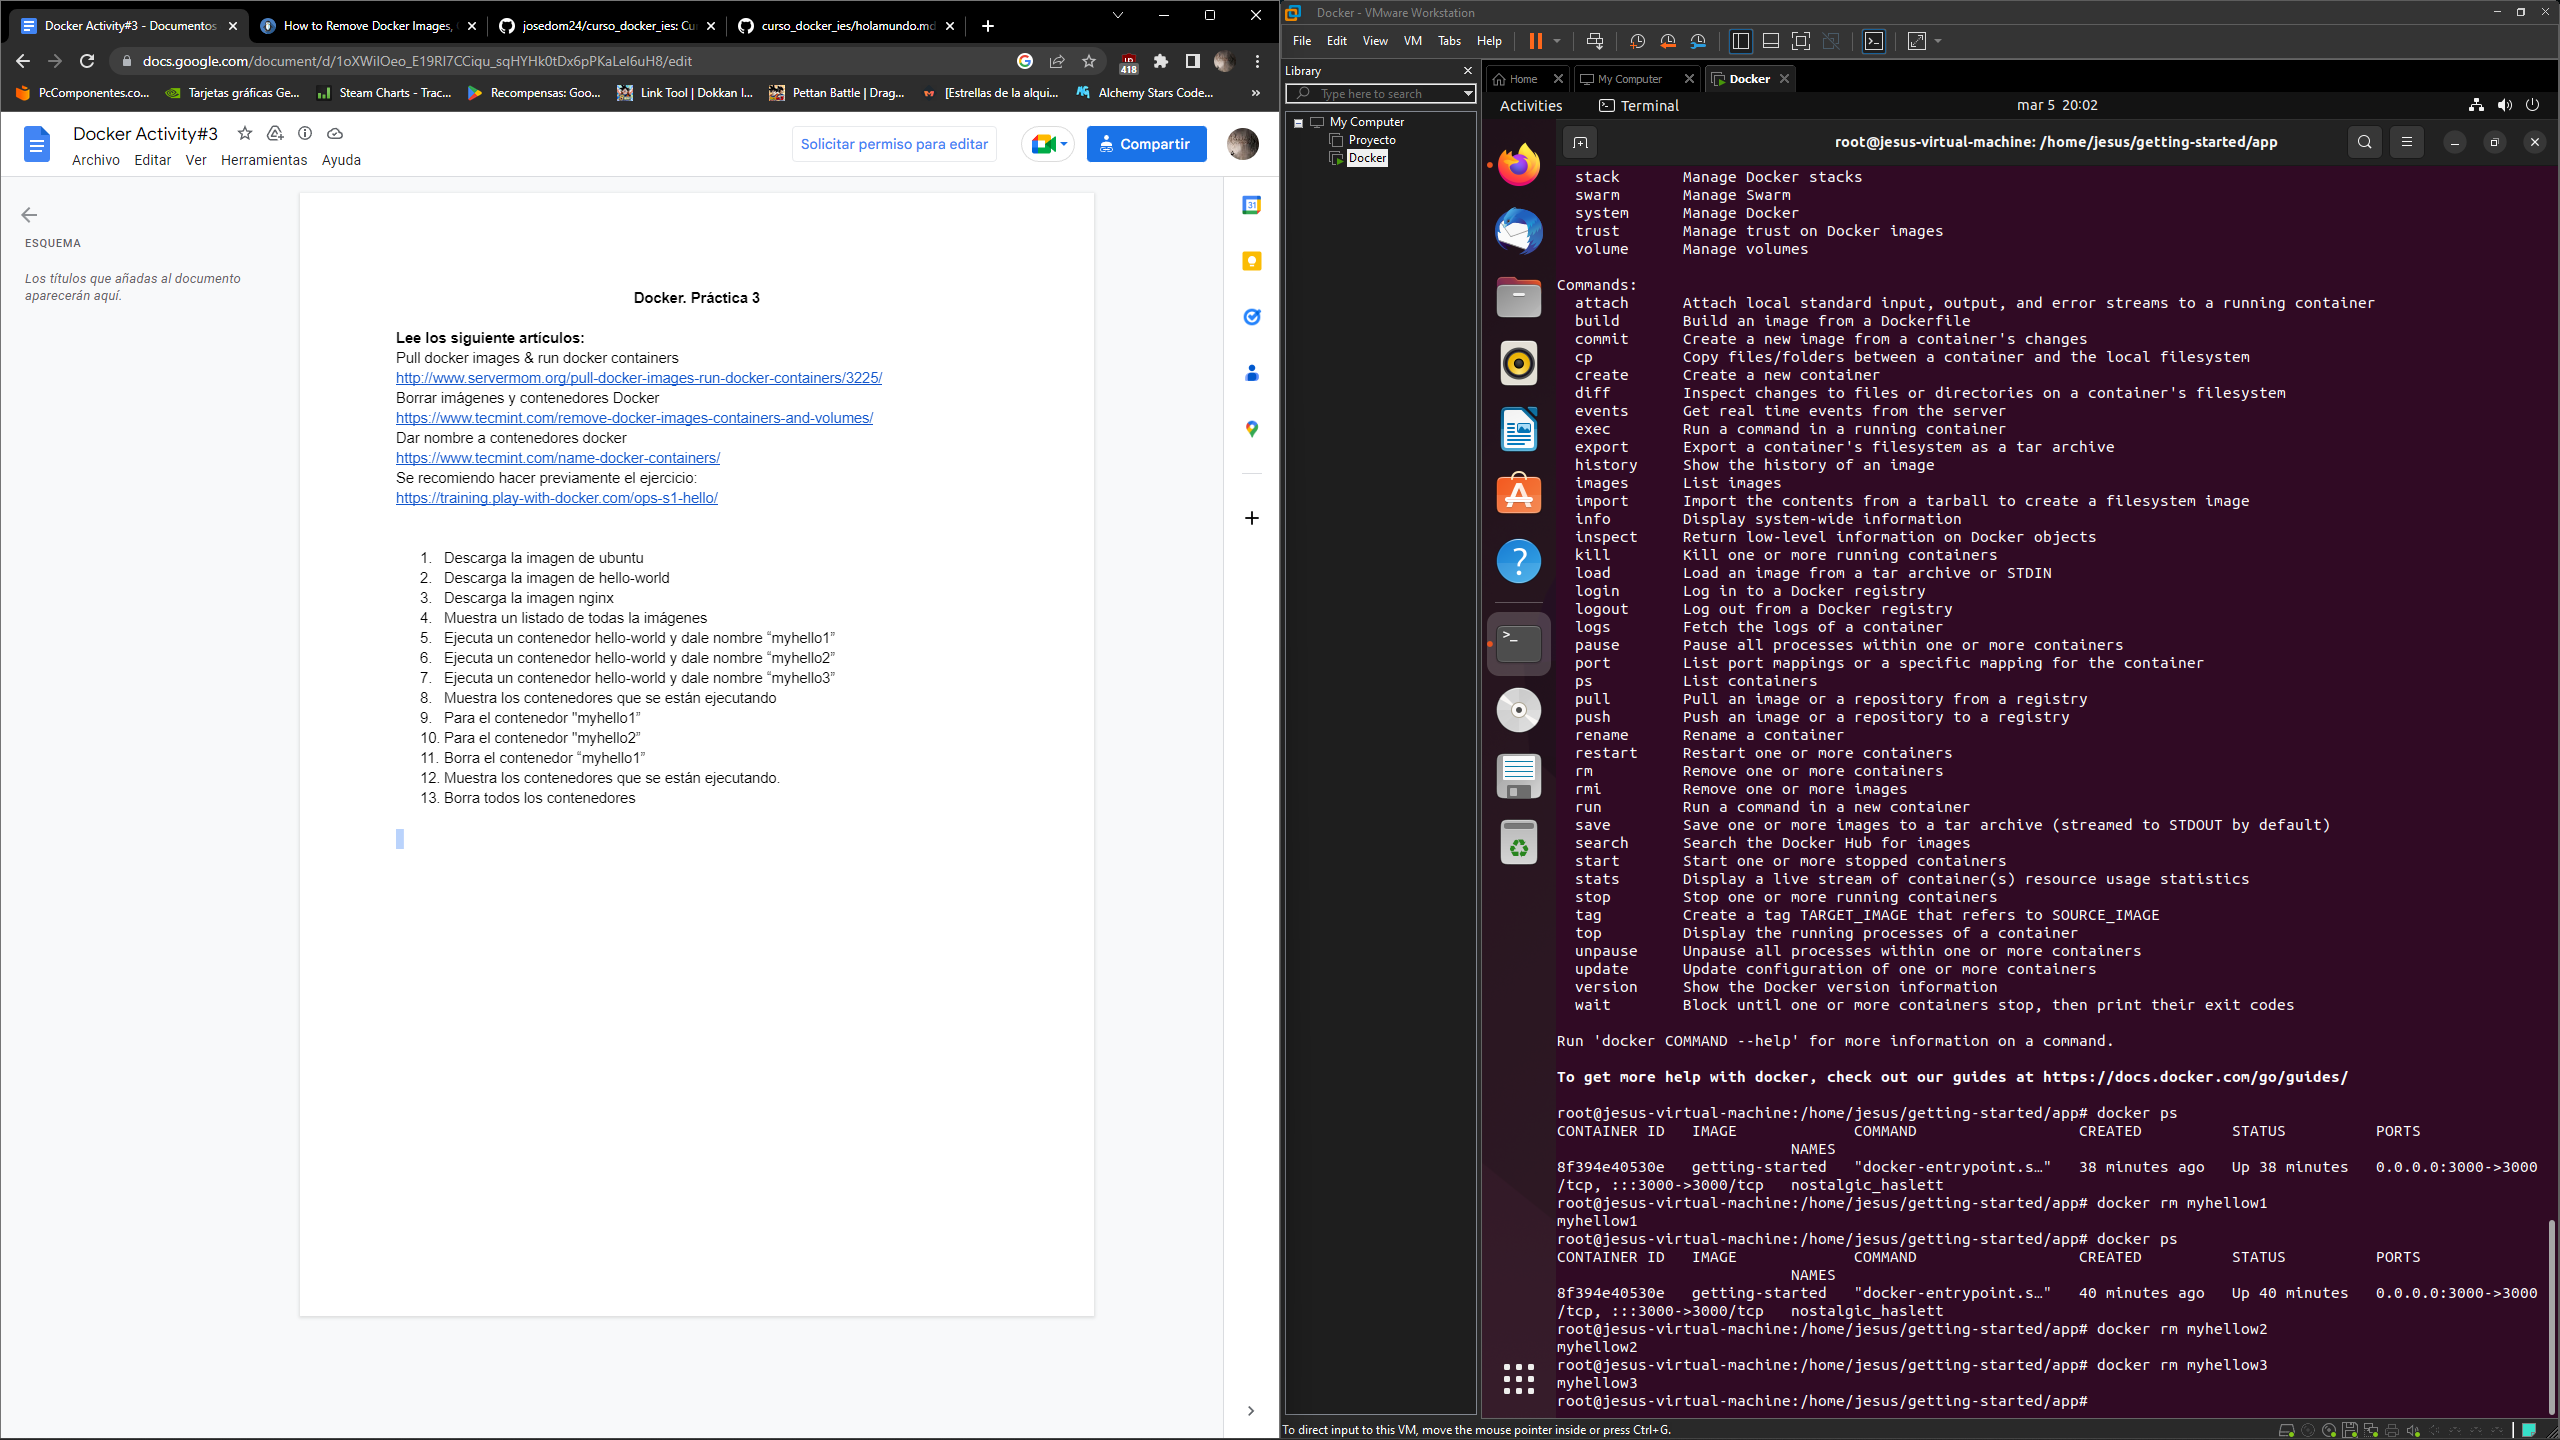 Docker Activity#3 - Documentos
How to Remove Docker Images,
josedom24/curso_docker_ies: Cu
curso_docker_ies/holamundo.md
docs.google.com/document/d/1oXWilOeo_E19RI7CCiqu_sqHYHk0tDx6pPKaLeI6uH8/edit
418
PcComponentes.co...
Tarjetas gráficas Ge...
Steam Charts - Trac...
Recompensas: Goo...
Link Tool | Dokkan I...
Pettan Battle | Drag...
[Estrellas de la alqui...
Alchemy Stars Code...
»
Docker Activity#3
Archivo Editar Ver Herramientas Ayuda
Solicitar permiso para editar
Compartir
ESQUEMA
Los títulos que añadas al documento
aparecerán aquí.
31
Docker. Práctica 3
Lee los siguiente artículos:
Pull docker images & run docker containers
http://www.servermom.org/pull-docker-images-run-docker-containers/3225/
Borrar imágenes y contenedores Docker
https://www.tecmint.com/remove-docker-images-containers-and-volumes/
Dar nombre a contenedores docker
https://www.tecmint.com/name-docker-containers/
Se recomiendo hacer previamente el ejercicio:
https://training.play-with-docker.com/ops-s1-hello/
1. Descarga la imagen de ubuntu
2. Descarga la imagen de hello-world
3. Descarga la imagen nginx
4. Muestra un listado de todas la imágenes
5. Ejecuta un contenedor hello-world y dale nombre “myhello1”
6. Ejecuta un contenedor hello-world y dale nombre “myhello2”
7. Ejecuta un contenedor hello-world y dale nombre “myhello3”
8. Muestra los contenedores que se están ejecutando
9. Para el contenedor "myhello1”
10. Para el contenedor "myhello2”
11. Borra el contenedor “myhello1”
12. Muestra los contenedores que se están ejecutando.
13. Borra todos los contenedores
Docker - VMware Workstation
File Edit View VM Tabs Help
Library
Type here to search
My Computer
Proyecto
Docker
Home
My Computer
Docker
Activities
Terminal
mar 5 20:02
root@jesus-virtual-machine: /home/jesus/getting-started/app
stack Manage Docker stacks
swarm Manage Swarm
system Manage Docker
trust Manage trust on Docker images
volume Manage volumes
Commands:
attach Attach local standard input, output, and error streams to a running container
build Build an image from a Dockerfile
commit Create a new image from a container's changes
cp Copy files/folders between a container and the local filesystem
create Create a new container
diff Inspect changes to files or directories on a container's filesystem
events Get real time events from the server
exec Run a command in a running container
export Export a container's filesystem as a tar archive
history Show the history of an image
images List images
import Import the contents from a tarball to create a filesystem image
info Display system-wide information
inspect Return low-level information on Docker objects
kill Kill one or more running containers
load Load an image from a tar archive or STDIN
login Log in to a Docker registry
logout Log out from a Docker registry
logs Fetch the logs of a container
pause Pause all processes within one or more containers
port List port mappings or a specific mapping for the container
ps List containers
pull Pull an image or a repository from a registry
push Push an image or a repository to a registry
rename Rename a container
restart Restart one or more containers
rm Remove one or more containers
rmi Remove one or more images
run Run a command in a new container
save Save one or more images to a tar archive (streamed to STDOUT by default)
search Search the Docker Hub for images
start Start one or more stopped containers
stats Display a live stream of container(s) resource usage statistics
stop Stop one or more running containers
tag Create a tag TARGET_IMAGE that refers to SOURCE_IMAGE
top Display the running processes of a container
unpause Unpause all processes within one or more containers
update Update configuration of one or more containers
version Show the Docker version information
wait Block until one or more containers stop, then print their exit codes
Run 'docker COMMAND --help' for more information on a command.
To get more help with docker, check out our guides at https://docs.docker.com/go/guides/
root@jesus-virtual-machine:/home/jesus/getting-started/app# docker ps
CONTAINER ID IMAGE COMMAND CREATED STATUS PORTS
NAMES
8f394e40530e getting-started "docker-entrypoint.s…" 38 minutes ago Up 38 minutes 0.0.0.0:3000->3000
/tcp, :::3000->3000/tcp nostalgic_haslett
root@jesus-virtual-machine:/home/jesus/getting-started/app# docker rm myhellow1
myhellow1
root@jesus-virtual-machine:/home/jesus/getting-started/app# docker ps
CONTAINER ID IMAGE COMMAND CREATED STATUS PORTS
NAMES
8f394e40530e getting-started "docker-entrypoint.s…" 40 minutes ago Up 40 minutes 0.0.0.0:3000->3000
/tcp, :::3000->3000/tcp nostalgic_haslett
root@jesus-virtual-machine:/home/jesus/getting-started/app# docker rm myhellow2
myhellow2
root@jesus-virtual-machine:/home/jesus/getting-started/app# docker rm myhellow3
myhellow3
root@jesus-virtual-machine:/home/jesus/getting-started/app#
To direct input to this VM, move the mouse pointer inside or press Ctrl+G.